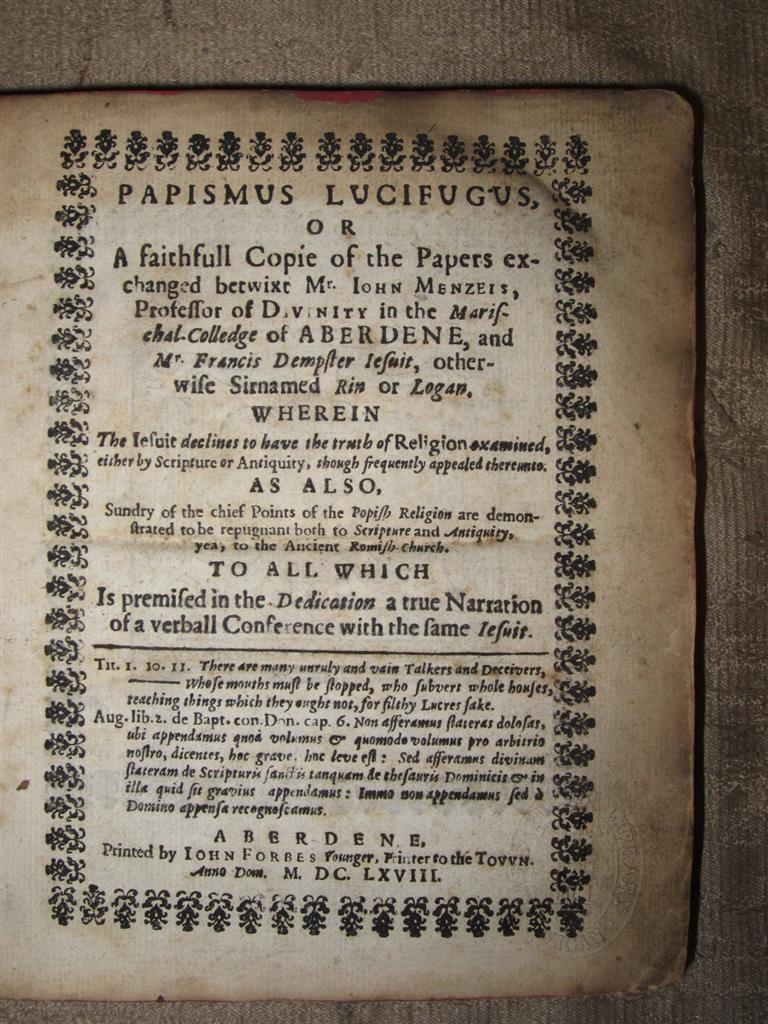 PAPISMUS LUCIFUGUS,
OR
A faithfull Copie of the Papers ex-
changed betwixt Mr. IOHN MENZEIS,
Professor of DIVINITY in the Maris-
chal-Colledge of ABERDENE, and
Mr. Francis Dempster Iesuit, other-
wise Sirnamed Rin or Logan.
WHEREIN
The Iesuit declines to have the truth of Religion examined,
either by Scripture or Antiquity, though frequently appealed thereunto.
AS ALSO,
Sundry of the chief Points of the Popish Religion are demon-
strated to be repugnant both to Scripture and Antiquity,
yea, to the Ancient Romish-Church.
TO ALL WHICH
Is premised in the Dedication a true Narration
of a verball Conference with the same Iesuit.
Tit. 1. 10. 11. There are many unruly and vain Talkers and Deceivers,
Whose mouths must be stopped, who subvert whole houses,
teaching things which they ought not, for filthy Lucres sake.
Aug. lib. 2. de Bapt. con. Don. cap. 6. Non afferamus stateras dolosas,
ubi appendamus quod volumus & quomodo volumus pro arbitrio
nostro, dicentes, hoc grave, hoc leve est: Sed afferamus divinam
stateram de Scripturis sanctis tanquam de thesauris Dominicis & in
illa quid sit gravius appendamus: Immo non appendamus sed à
Domino appensa recognoscamus.
ABERDENE,
Printed by IOHN FORBES Younger, Printer to the TOVVN.
Anno Dom. M. DC. LXVIII.